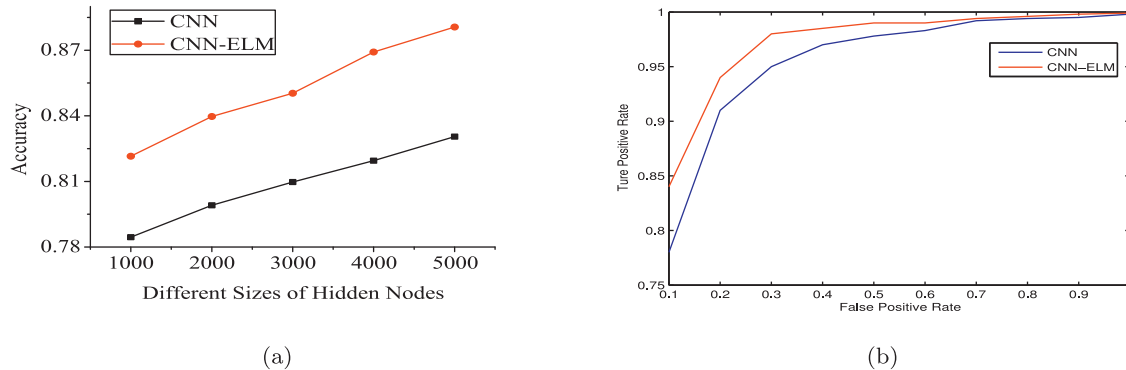 CNN
CNN-ELM
0.87
0.84
0.81
0.78
Accuracy
1000 2000 3000 4000 5000
Different Sizes of Hidden Nodes
(a)
1
0.95
0.9
0.85
0.8
0.75
Ture Positive Rate
CNN
CNN-ELM
0.1 0.2 0.3 0.4 0.5 0.6 0.7 0.8 0.9
False Positive Rate
(b)